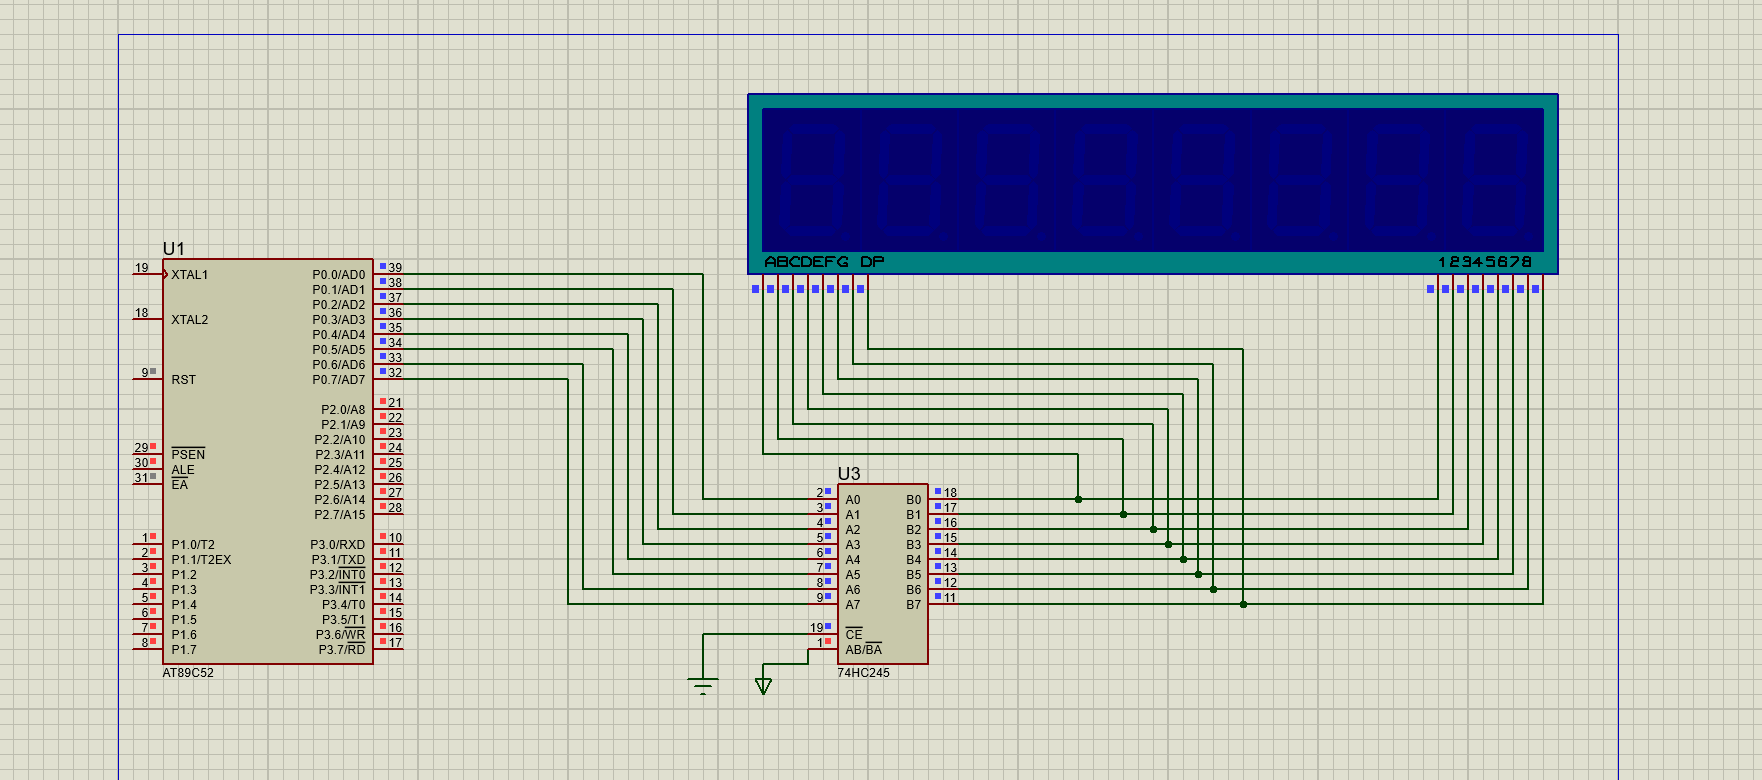 ABCDEFG DP
12345678
U1
19
XTAL1
18
XTAL2
9
RST
29
PSEN
30
ALE
31
EA
1
P1.0/T2
2
P1.1/T2EX
3
P1.2
4
P1.3
5
P1.4
6
P1.5
7
P1.6
8
P1.7
P0.0/AD0
39
P0.1/AD1
38
P0.2/AD2
37
P0.3/AD3
36
P0.4/AD4
35
P0.5/AD5
34
P0.6/AD6
33
P0.7/AD7
32
P2.0/A8
21
P2.1/A9
22
P2.2/A10
23
P2.3/A11
24
P2.4/A12
25
P2.5/A13
26
P2.6/A14
27
P2.7/A15
28
P3.0/RXD
10
P3.1/TXD
11
P3.2/INT0
12
P3.3/INT1
13
P3.4/T0
14
P3.5/T1
15
P3.6/WR
16
P3.7/RD
17
AT89C52
U3
2
A0
3
A1
4
A2
5
A3
6
A4
7
A5
8
A6
9
A7
19
CE
1
AB/BA
B0
18
B1
17
B2
16
B3
15
B4
14
B5
13
B6
12
B7
11
74HC245